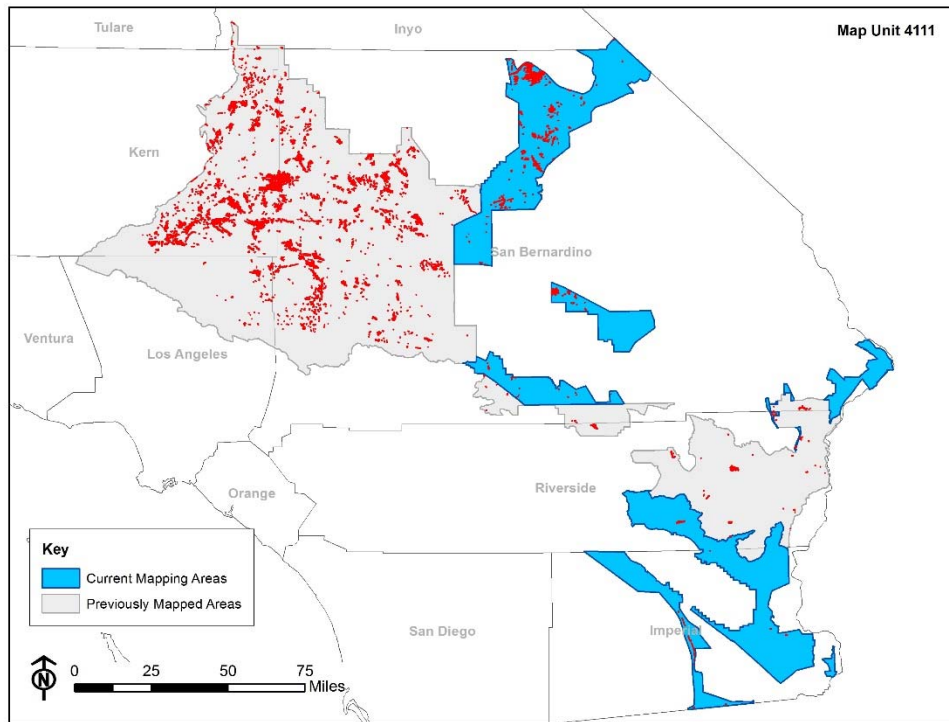 Tulare
Inyo
Map Unit 4111
Kern
San Bernardino
Ventura
Los Angeles
Orange
Riverside
Key
Current Mapping Areas
Previously Mapped Areas
San Diego
Imperial
N
0 25 50 75
Miles